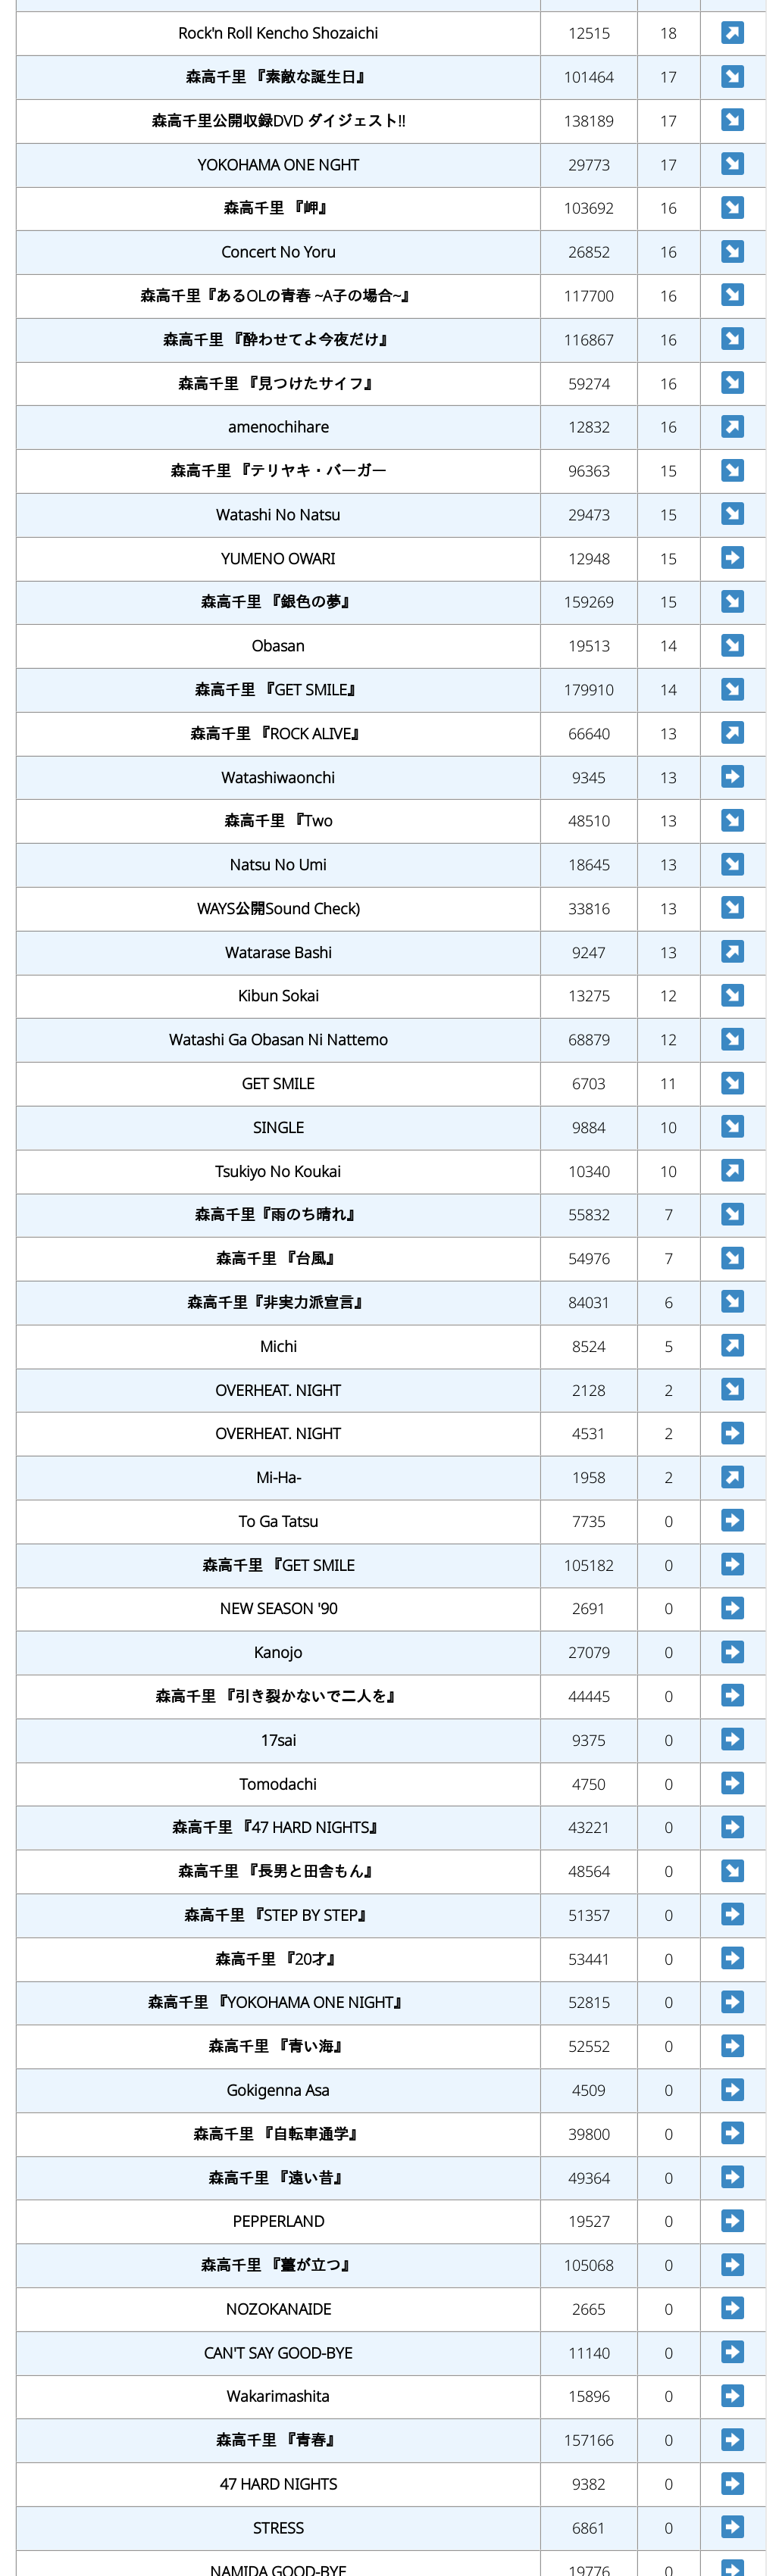 Rock'n Roll Kencho Shozaichi 12515 18
森高千里 『素敵な誕生日』 101464 17
森高千里公開収録DVD ダイジェスト!! 138189 17
YOKOHAMA ONE NGHT 29773 17
森高千里 『岬』 103692 16
Concert No Yoru 26852 16
森高千里『あるOLの青春 ~A子の場合~』 117700 16
森高千里 『酔わせてよ今夜だけ』 116867 16
森高千里 『見つけたサイフ』 59274 16
amenochihare 12832 16
森高千里 『テリヤキ・バーガー 96363 15
Watashi No Natsu 29473 15
YUMENO OWARI 12948 15
森高千里 『銀色の夢』 159269 15
Obasan 19513 14
森高千里 『GET SMILE』 179910 14
森高千里 『ROCK ALIVE』 66640 13
Watashiwaonchi 9345 13
森高千里 『Two 48510 13
Natsu No Umi 18645 13
WAYS公開Sound Check) 33816 13
Watarase Bashi 9247 13
Kibun Sokai 13275 12
Watashi Ga Obasan Ni Nattemo 68879 12
GET SMILE 6703 11
SINGLE 9884 10
Tsukiyo No Koukai 10340 10
森高千里『雨のち晴れ』 55832 7
森高千里 『台風』 54976 7
森高千里『非実力派宣言』 84031 6
Michi 8524 5
OVERHEAT. NIGHT 2128 2
OVERHEAT. NIGHT 4531 2
Mi-Ha- 1958 2
To Ga Tatsu 7735 0
森高千里 『GET SMILE 105182 0
NEW SEASON '90 2691 0
Kanojo 27079 0
森高千里 『引き裂かないで二人を』 44445 0
17sai 9375 0
Tomodachi 4750 0
森高千里 『47 HARD NIGHTS』 43221 0
森高千里 『長男と田舎もん』 48564 0
森高千里 『STEP BY STEP』 51357 0
森高千里 『20才』 53441 0
森高千里 『YOKOHAMA ONE NIGHT』 52815 0
森高千里 『青い海』 52552 0
Gokigenna Asa 4509 0
森高千里 『自転車通学』 39800 0
森高千里 『遠い昔』 49364 0
PEPPERLAND 19527 0
森高千里 『薹が立つ』 105068 0
NOZOKANAIDE 2665 0
CAN'T SAY GOOD-BYE 11140 0
Wakarimashita 15896 0
森高千里 『青春』 157166 0
47 HARD NIGHTS 9382 0
STRESS 6861 0
NAMIDA GOOD-BYE 19776 0